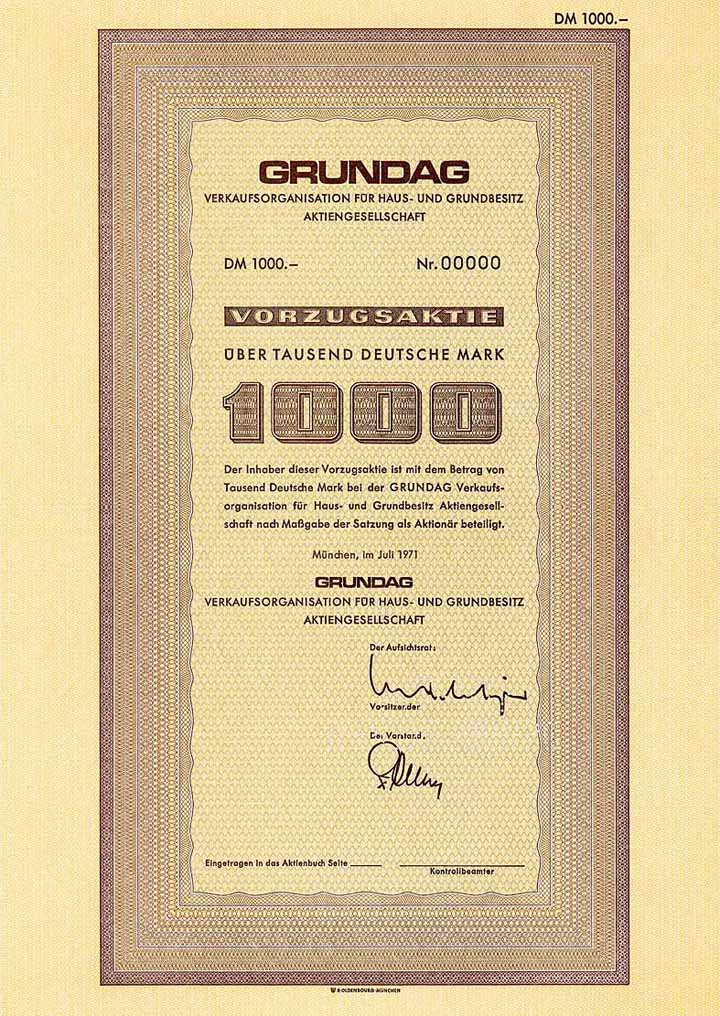 DM 1000.–
GRUNDAG
VERKAUFSORGANISATION FÜR HAUS- UND GRUNDBESITZ
AKTIENGESELLSCHAFT
DM 1000.– Nr. 00000
VORZUGSAKTIE
ÜBER TAUSEND DEUTSCHE MARK
1000
Der Inhaber dieser Vorzugsaktie ist mit dem Betrag von
Tausend Deutsche Mark bei der GRUNDAG Verkaufs-
organisation für Haus- und Grundbesitz Aktiengesell-
schaft nach Maßgabe der Satzung als Aktionär beteiligt.
München, im Juli 1971
GRUNDAG
VERKAUFSORGANISATION FÜR HAUS- UND GRUNDBESITZ
AKTIENGESELLSCHAFT
Der Aufsichtsrat:
Vorsitzender
Der Vorstand:
Eingetragen in das Aktienbuch Seite
Kontrollbeamter
R·OLDENBOURG·MÜNCHEN